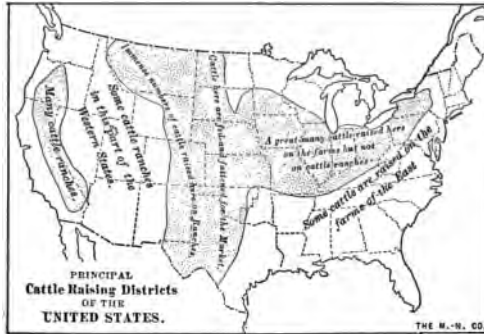 Many cattle ranches.
Some cattle ranches
in this part of the
Western States.
Immense numbers of cattle raised here on Ranches.
Cattle here are fed and fattened for the Market.
A great many cattle raised here
on the farms but not
on cattle ranches.
Some cattle are raised on the
farms of the East
PRINCIPAL
Cattle Raising Districts
OF THE
UNITED STATES.
THE M.-N. CO.